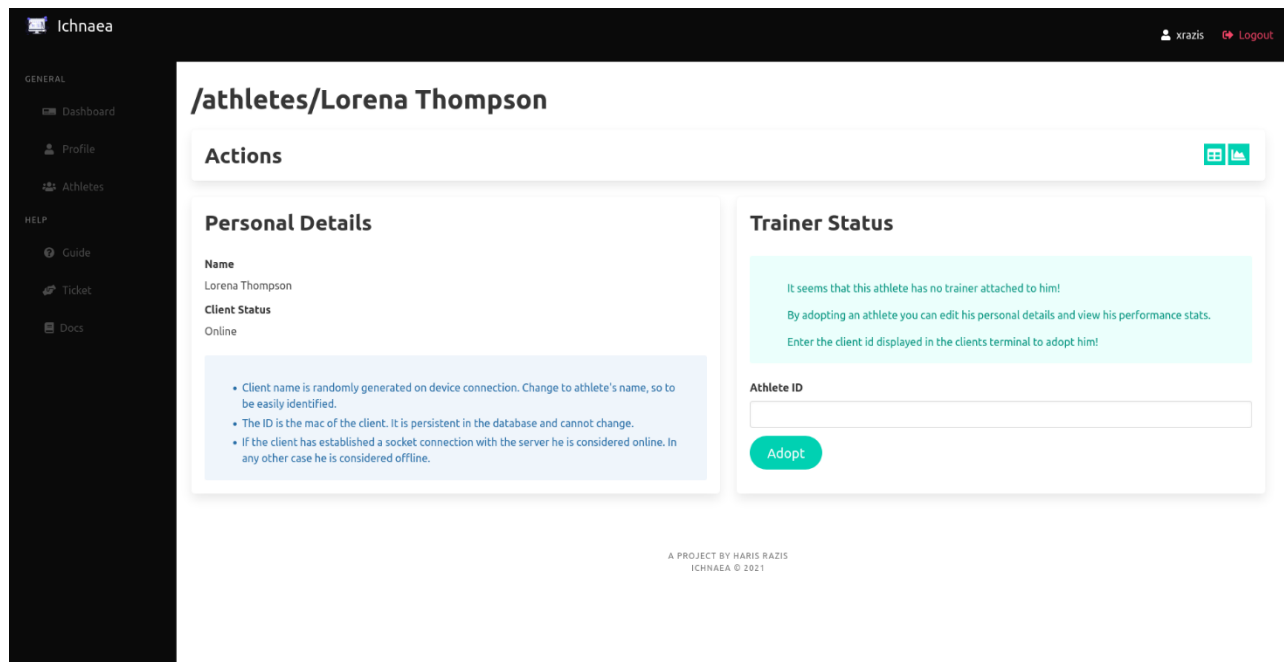 Ichnaea
xrazis Logout
GENERAL
Dashboard
Profile
Athletes
HELP
Guide
Ticket
Docs
/athletes/Lorena Thompson
Actions
Personal Details
Name
Lorena Thompson
Client Status
Online
• Client name is randomly generated on device connection. Change to athlete's name, so to
be easily identified.
• The ID is the mac of the client. It is persistent in the database and cannot change.
• If the client has established a socket connection with the server he is considered online. In
any other case he is considered offline.
Trainer Status
It seems that this athlete has no trainer attached to him!
By adopting an athlete you can edit his personal details and view his performance stats.
Enter the client id displayed in the clients terminal to adopt him!
Athlete ID
Adopt
A PROJECT BY HARIS RAZIS
ICHNAEA © 2021